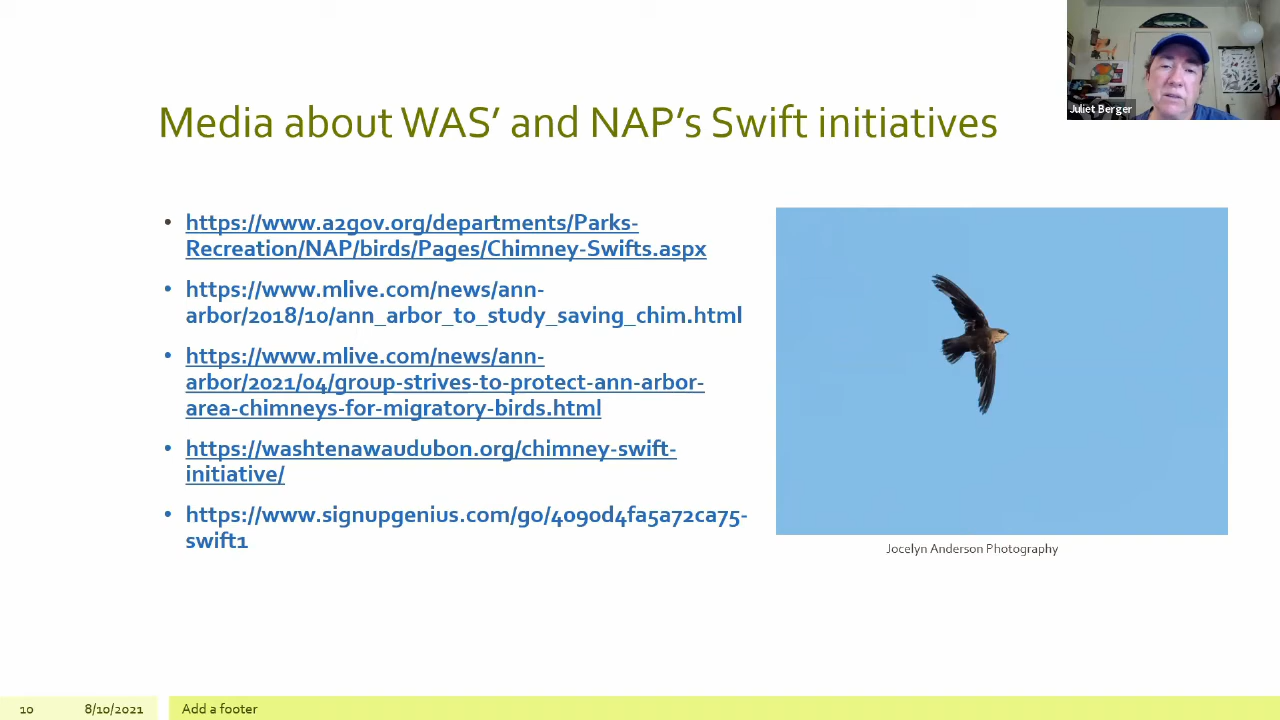 Juliet Berger
Media about WAS’ and NAP’s Swift initiatives
• https://www.a2gov.org/departments/Parks-
Recreation/NAP/birds/Pages/Chimney-Swifts.aspx
• https://www.mlive.com/news/ann-
arbor/2018/10/ann_arbor_to_study_saving_chim.html
• https://www.mlive.com/news/ann-
arbor/2021/04/group-strives-to-protect-ann-arbor-
area-chimneys-for-migratory-birds.html
• https://washtenawaudubon.org/chimney-swift-
initiative/
• https://www.signupgenius.com/go/4090d4fa5a72ca75-
swift1
Jocelyn Anderson Photography
10
8/10/2021
Add a footer